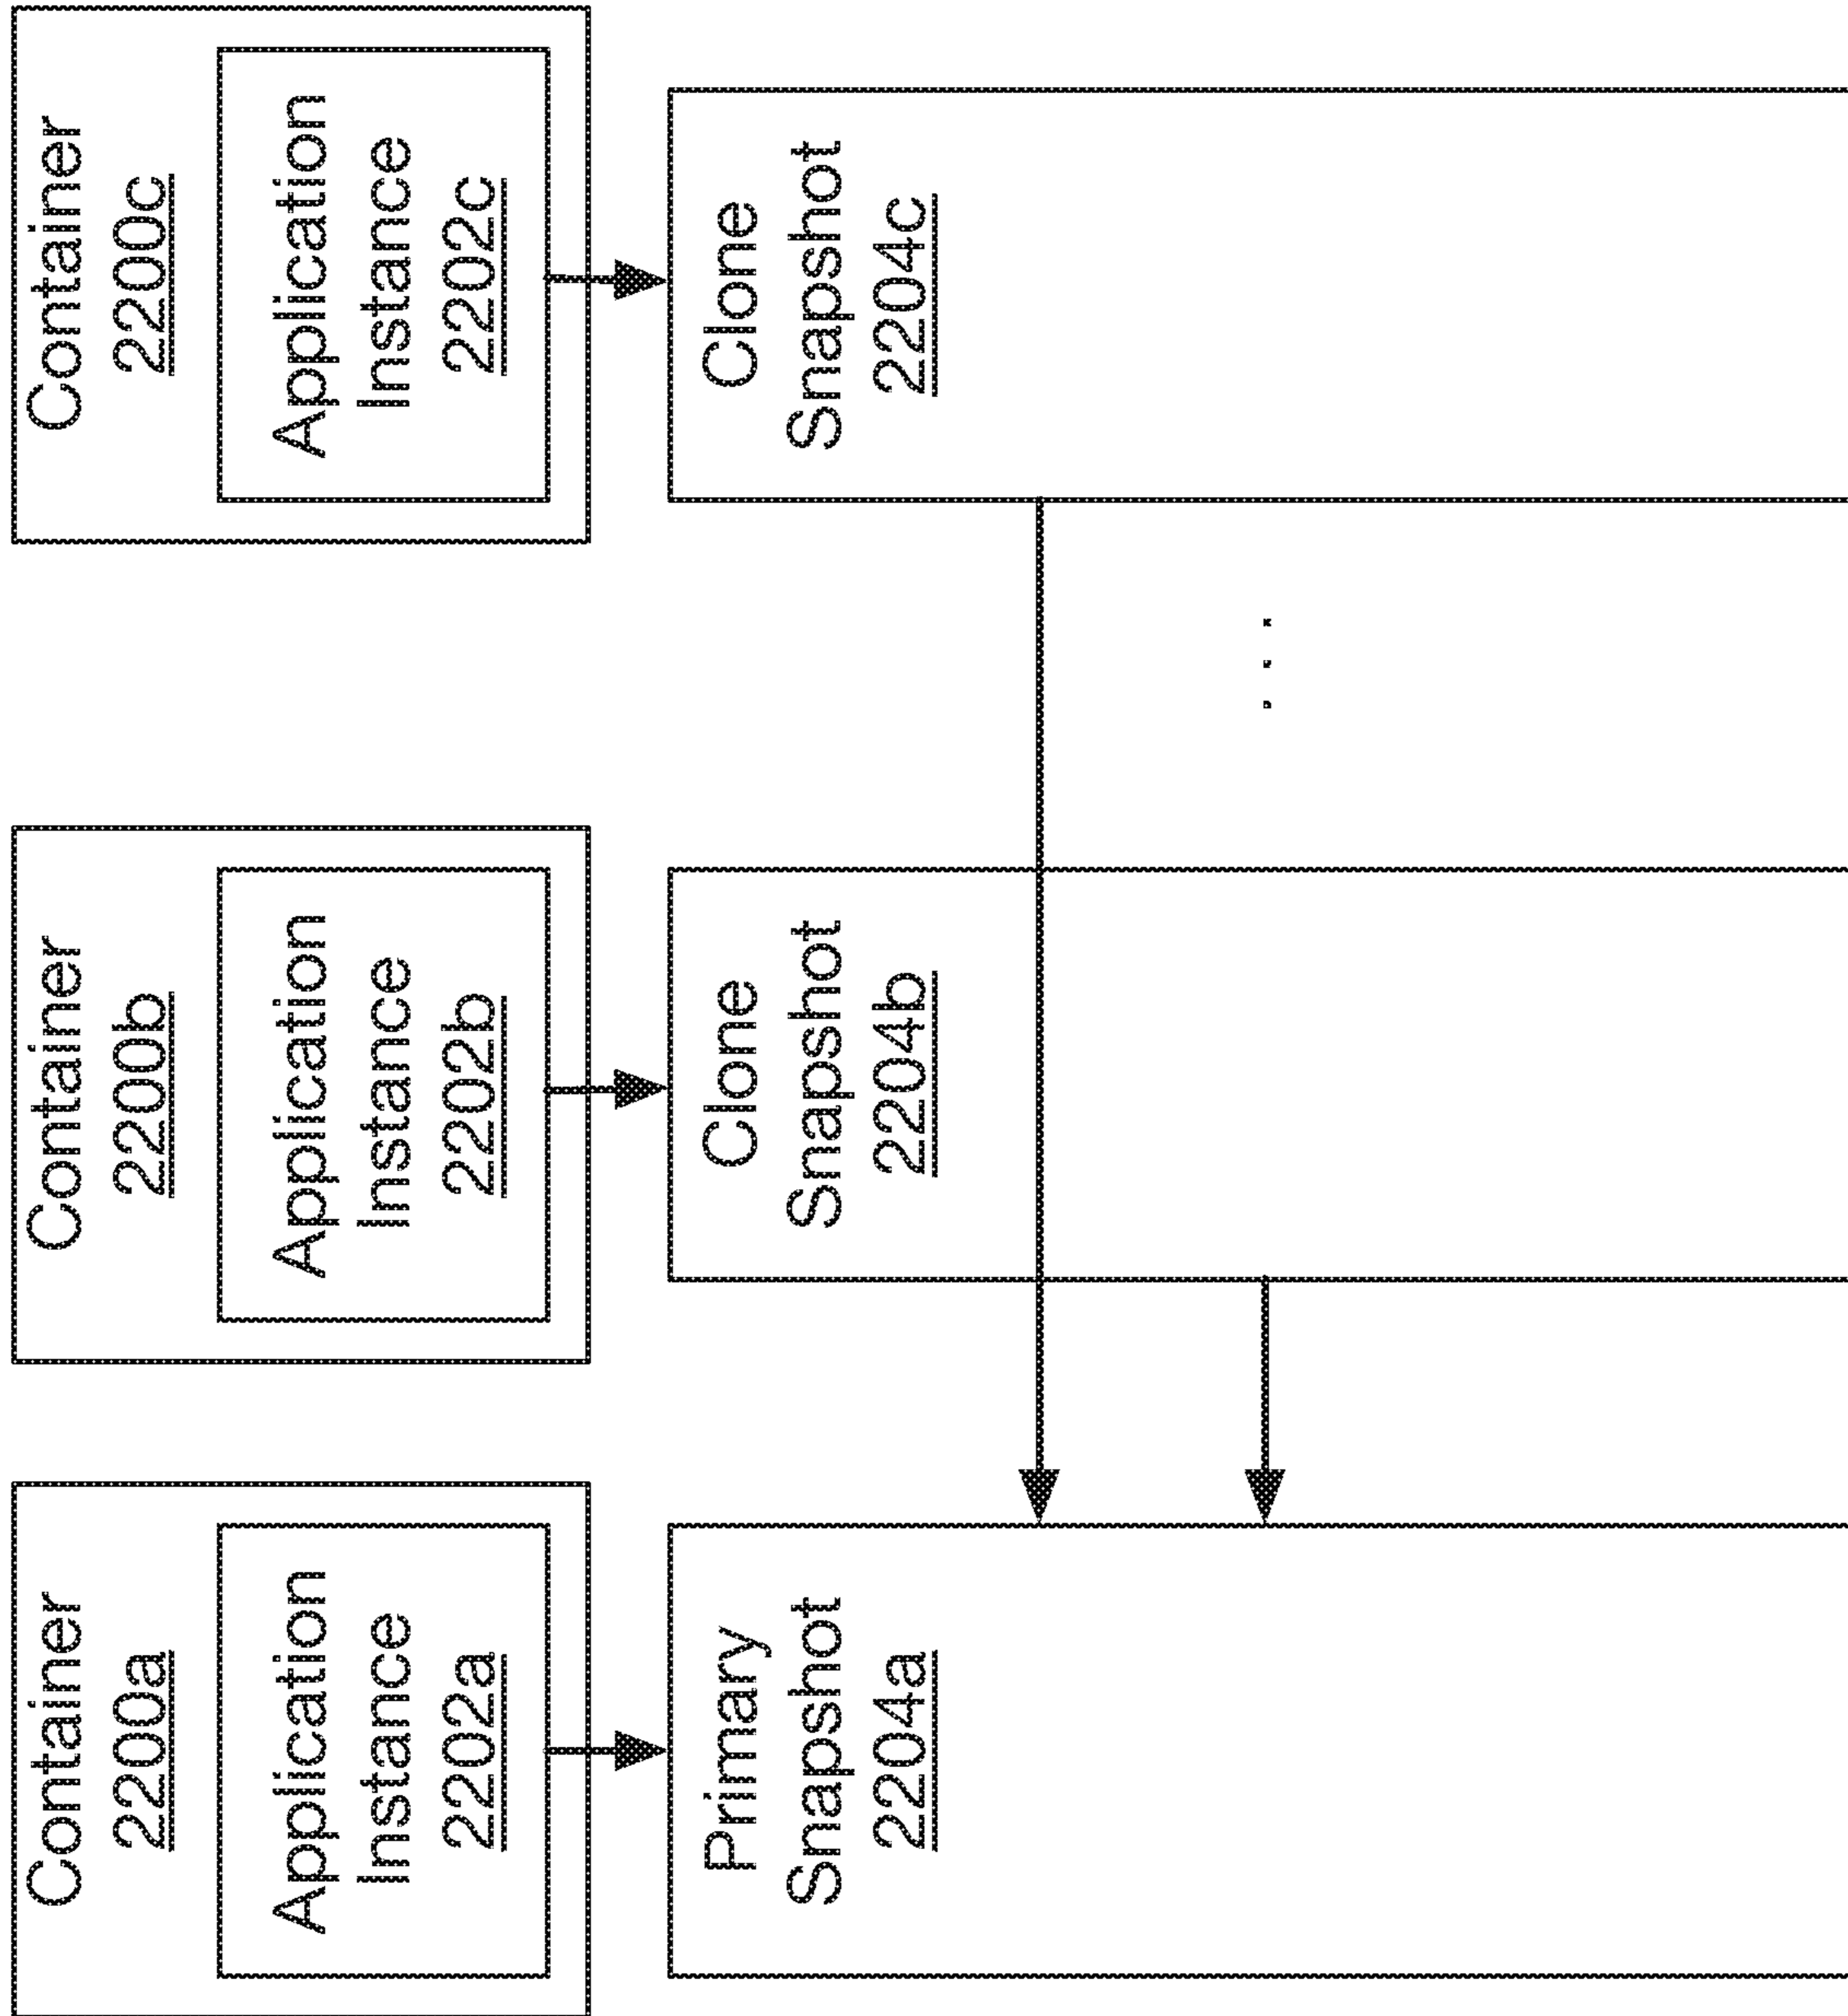 Container
2200a
Application
Instance
2202a
Primary
Snapshot
2204a
Container
2200b
Application
Instance
2202b
Clone
Snapshot
2204b
. . .
Container
2200c
Application
Instance
2202c
Clone
Snapshot
2204c